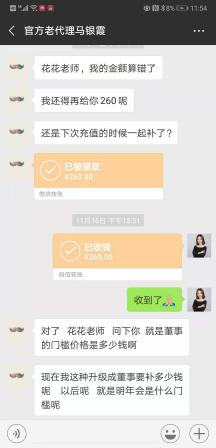 8% 11:54
官方老代理马银霞
花花老师，我的金额算错了
我还得再给你 260 呢
还是下次充值的时候一起补了？
已被领取
¥260.00
微信转账
11月16日 下午15:31
已收钱
¥260.00
微信转账
收到了🙏
对了 花花老师 问下你 就是董事
的门槛价格是多少钱啊
现在我这种升级成董事要补多少钱
呢 以后呢 就是明年会是什么门
槛呢